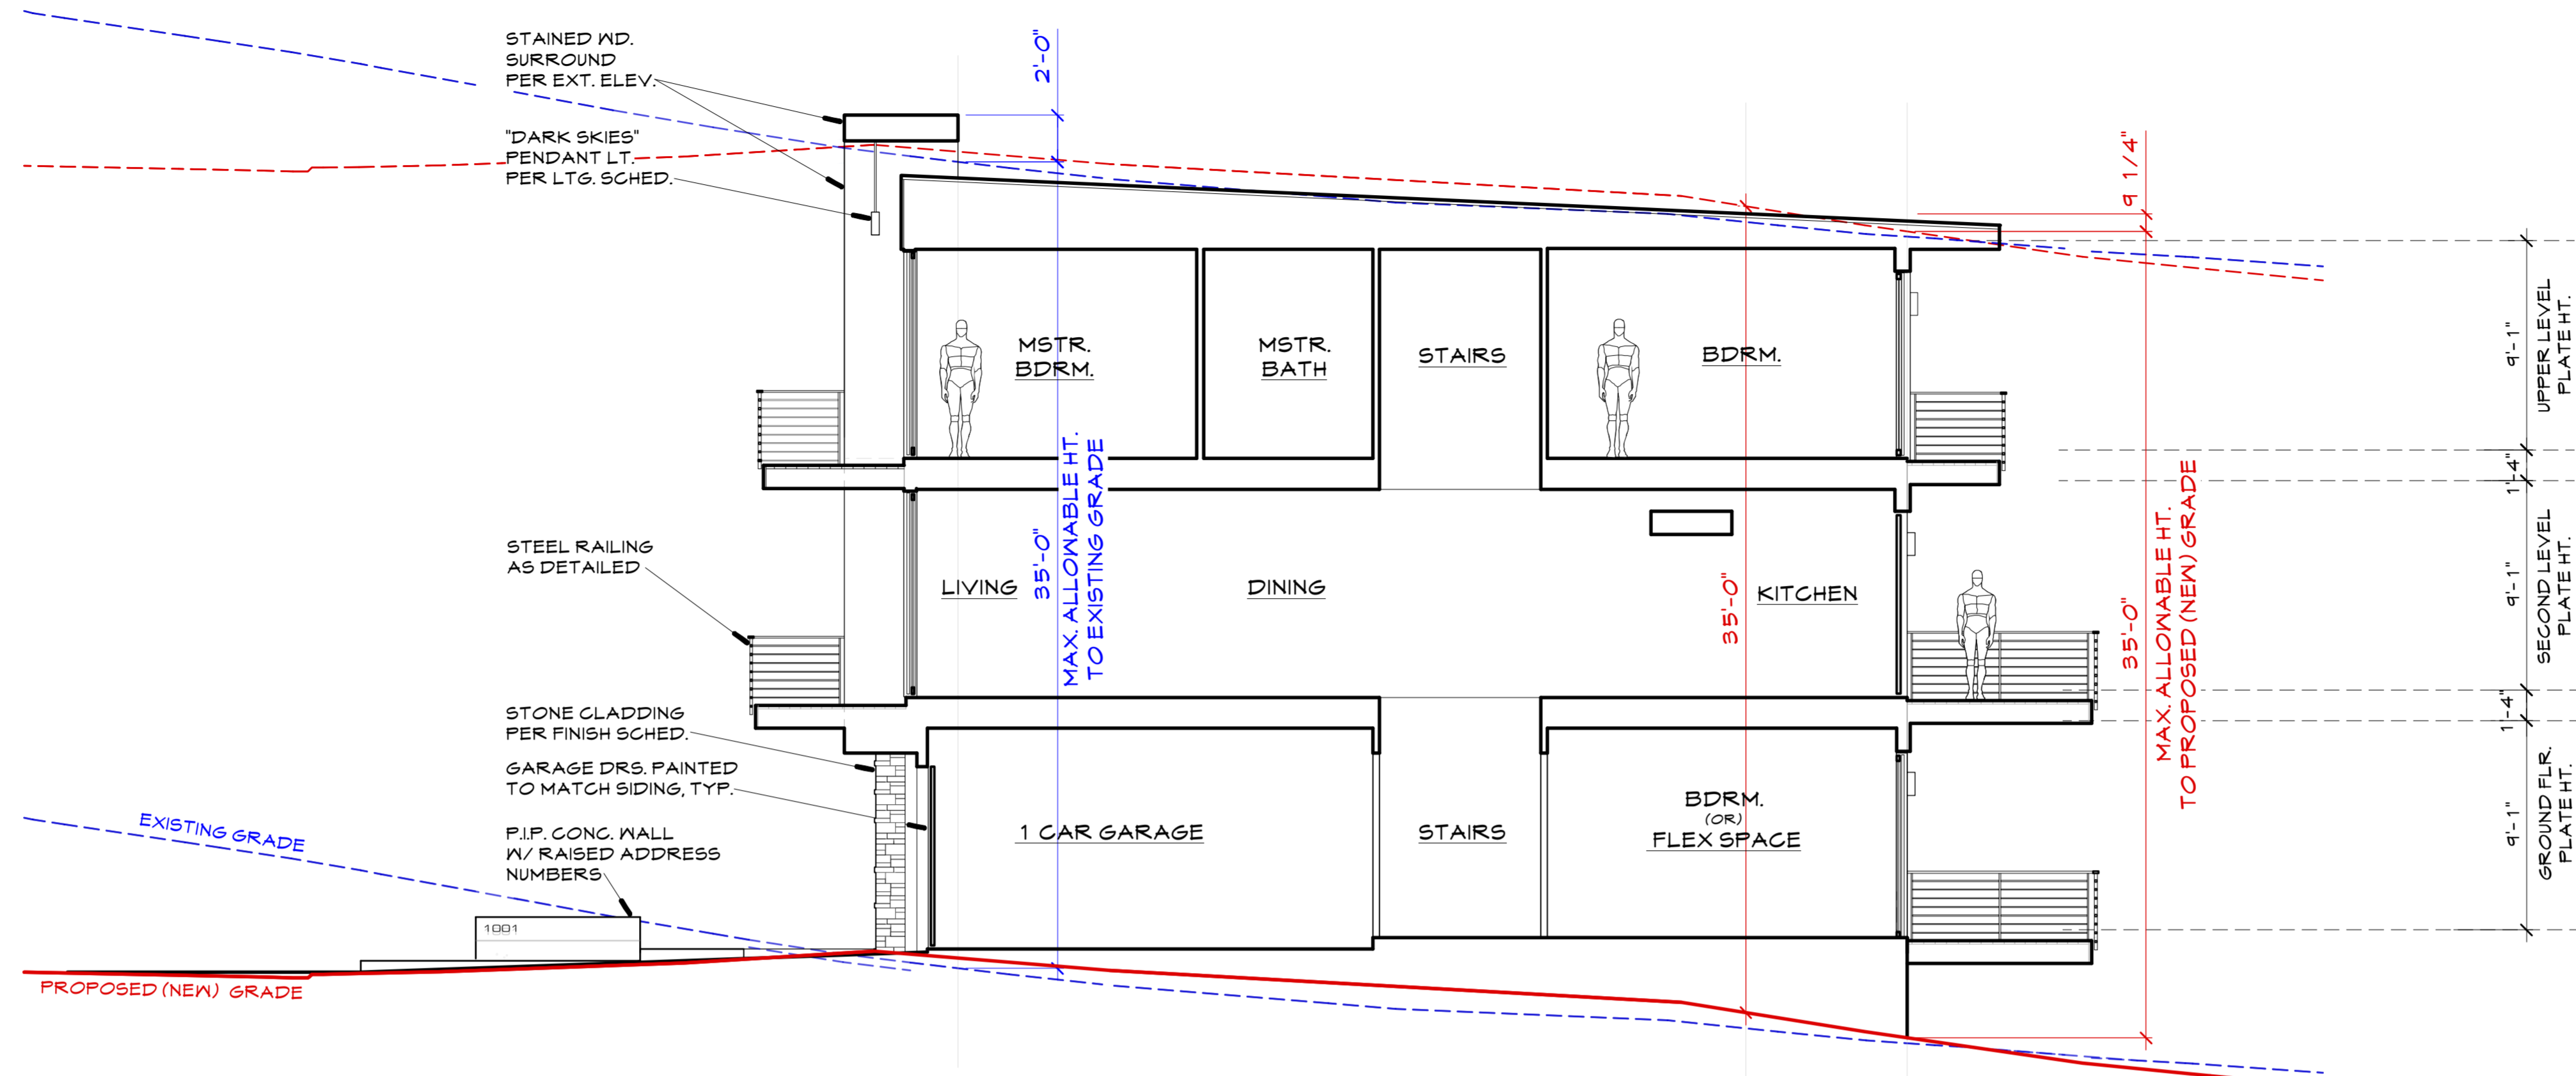 STAINED WD.
SURROUND
PER EXT. ELEV.
"DARK SKIES"
PENDANT LT.
PER LTG. SCHED.
2'-0"
9 1/4"
MSTR.
BDRM.
MSTR.
BATH
STAIRS
BDRM.
9'-1"
UPPER LEVEL
PLATE HT.
1'-4"
35'-0"
MAX. ALLOWABLE HT.
TO EXISTING GRADE
STEEL RAILING
AS DETAILED
LIVING
DINING
35'-0"
KITCHEN
35'-0"
MAX. ALLOWABLE HT.
TO PROPOSED (NEW) GRADE
9'-1"
SECOND LEVEL
PLATE HT.
1'-4"
STONE CLADDING
PER FINISH SCHED.
GARAGE DRS. PAINTED
TO MATCH SIDING, TYP.
P.I.P. CONC. WALL
W/ RAISED ADDRESS
NUMBERS
EXISTING GRADE
1001
PROPOSED (NEW) GRADE
1 CAR GARAGE
STAIRS
BDRM.
(OR)
FLEX SPACE
9'-1"
GROUND FLR.
PLATE HT.